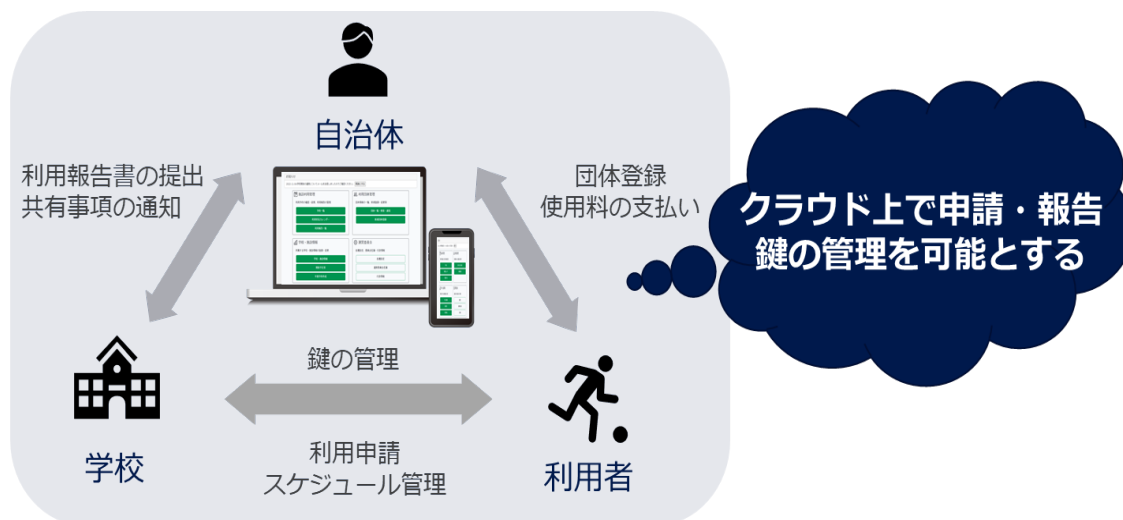 自治体
利用報告書の提出
共有事項の通知
団体登録
使用料の支払い
クラウド上で申請・報告
鍵の管理を可能とする
鍵の管理
利用申請
スケジュール管理
学校
利用者